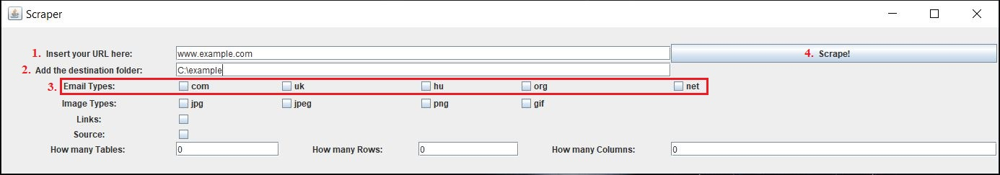 Scraper
1. Insert your URL here: www.example.com 4. Scrape!
2. Add the destination folder: C:\example
3. Email Types: com uk hu org net
Image Types: jpg jpeg png gif
Links:
Source:
How many Tables: 0 How many Rows: 0 How many Columns: 0